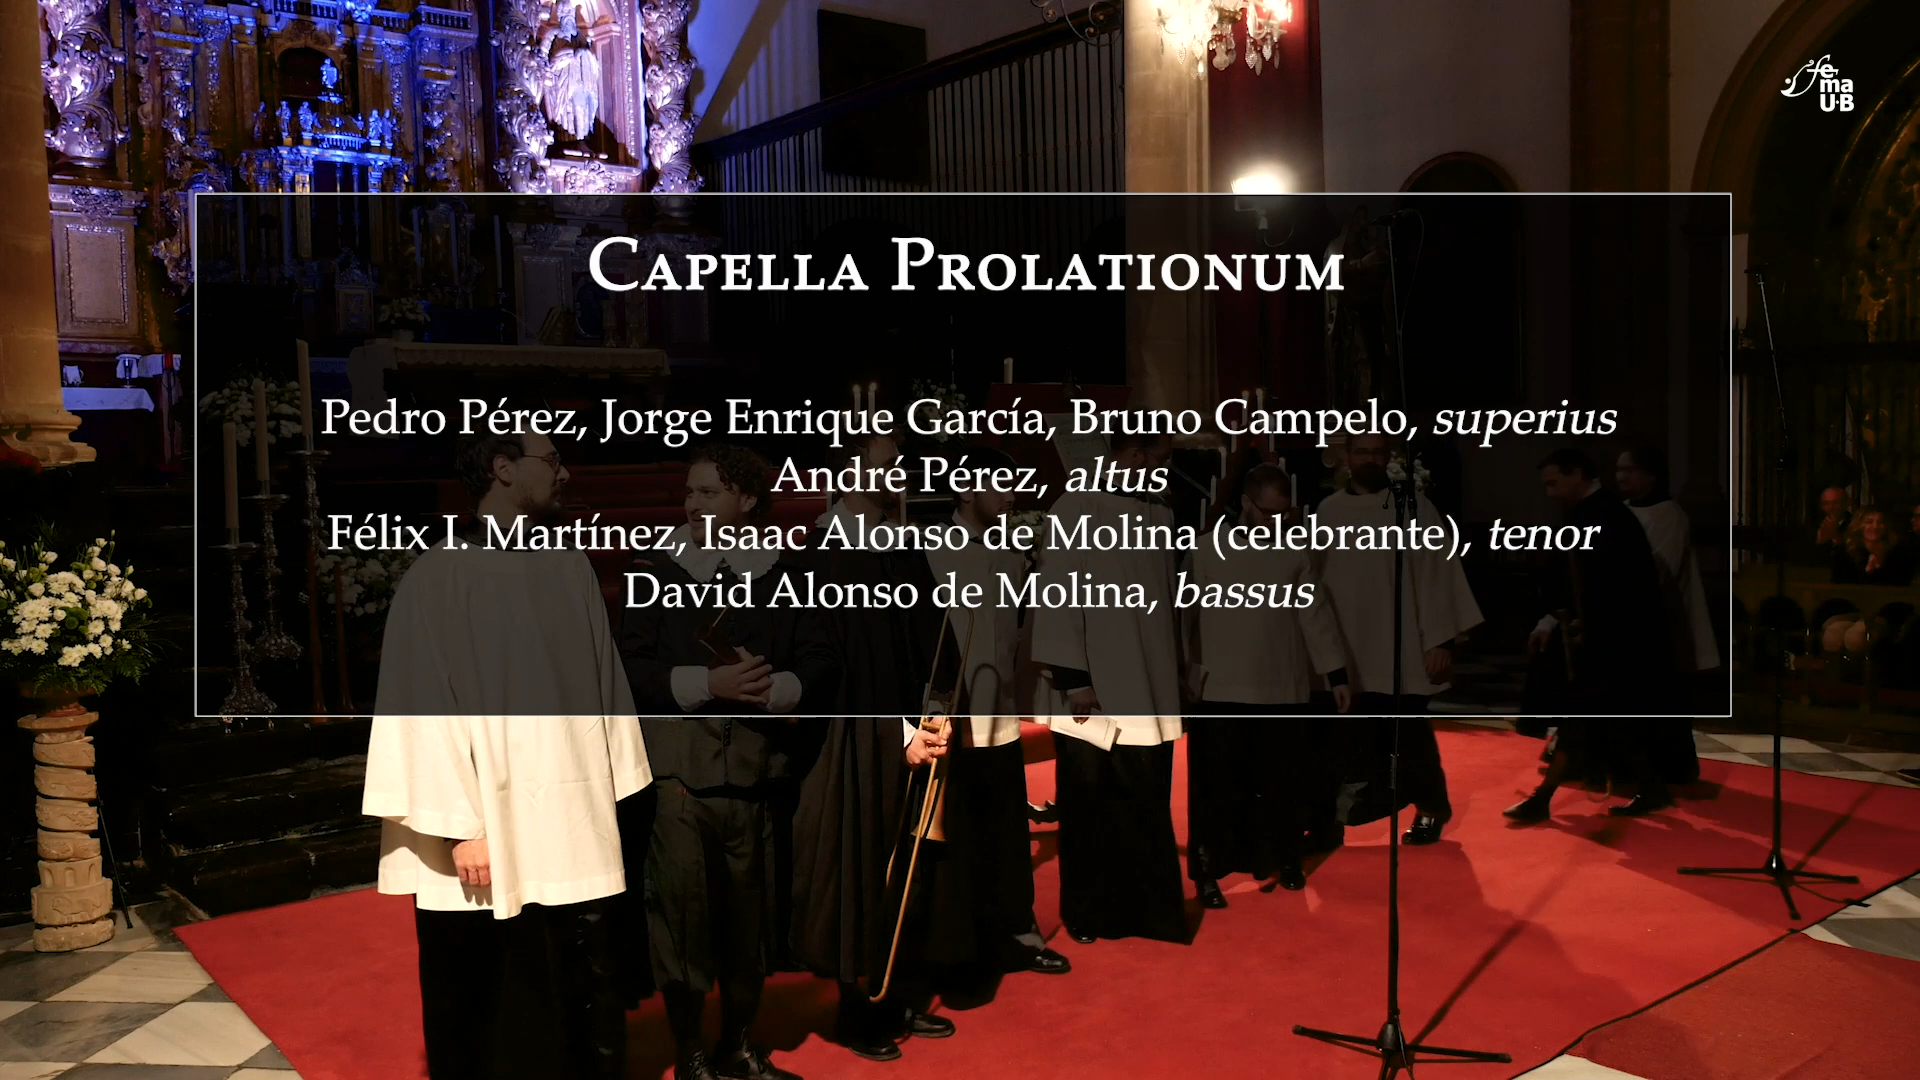 fe
ma
U·B
CAPELLA PROLATIONUM
Pedro Pérez, Jorge Enrique García, Bruno Campelo, superius
André Pérez, altus
Félix I. Martínez, Isaac Alonso de Molina (celebrante), tenor
David Alonso de Molina, bassus